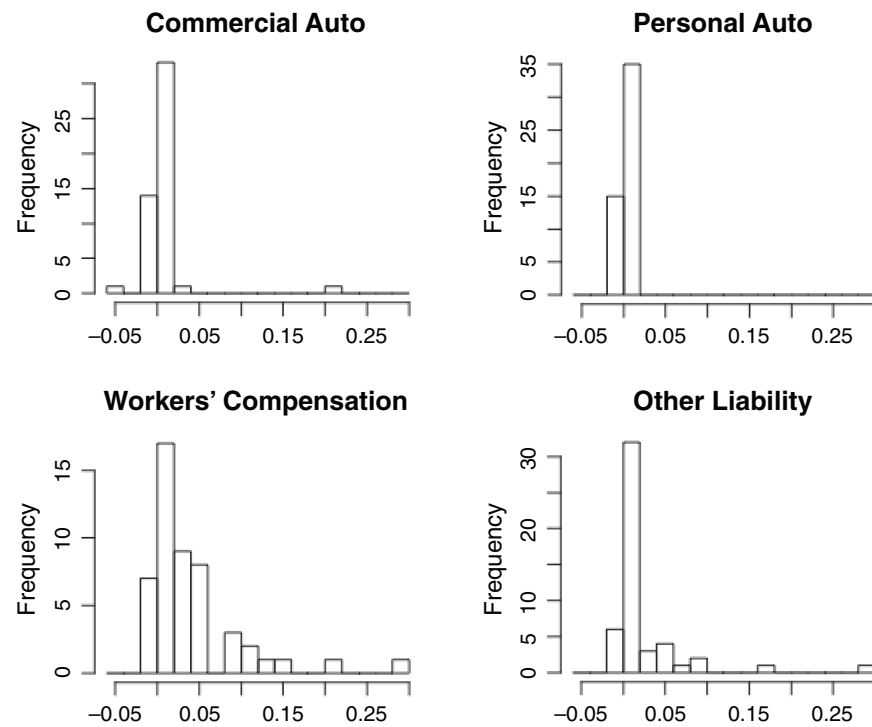 Commercial Auto
Frequency
0 5 15 25
−0.05 0.05 0.15 0.25
Personal Auto
Frequency
0 5 15 25 35
−0.05 0.05 0.15 0.25
Workers’ Compensation
Frequency
0 5 10 15
−0.05 0.05 0.15 0.25
Other Liability
Frequency
0 5 10 20 30
−0.05 0.05 0.15 0.25